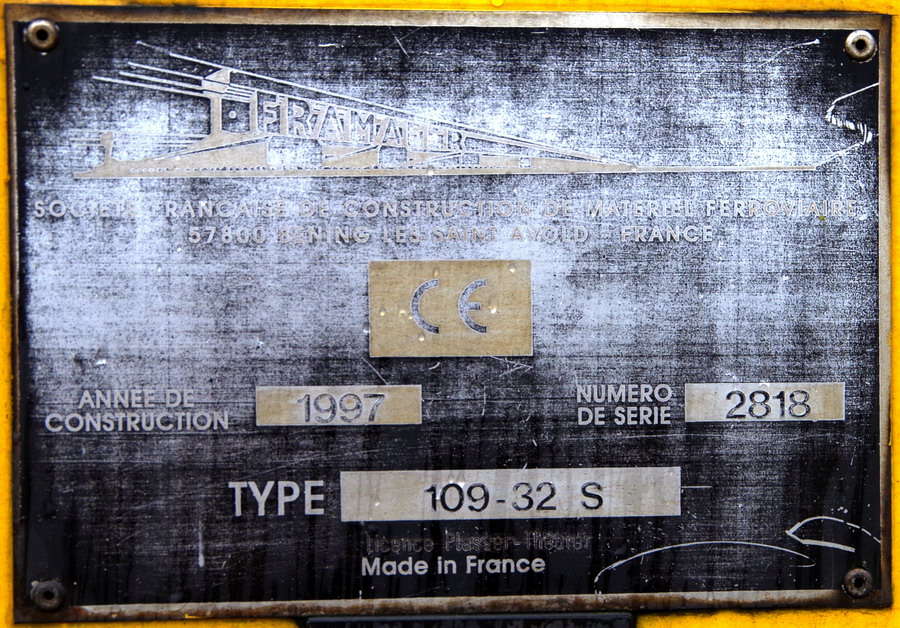 FRAMAFER
SOCIETE FRANCAISE DE CONSTRUCTION DE MATERIEL FERROVIAIRE
57800 BENING LES SAINT AVOLD - FRANCE
CE
ANNEE DE
CONSTRUCTION
1997
NUMERO
DE SERIE
2818
TYPE
109-32 S
Licence Plasser-Theurer
Made in France